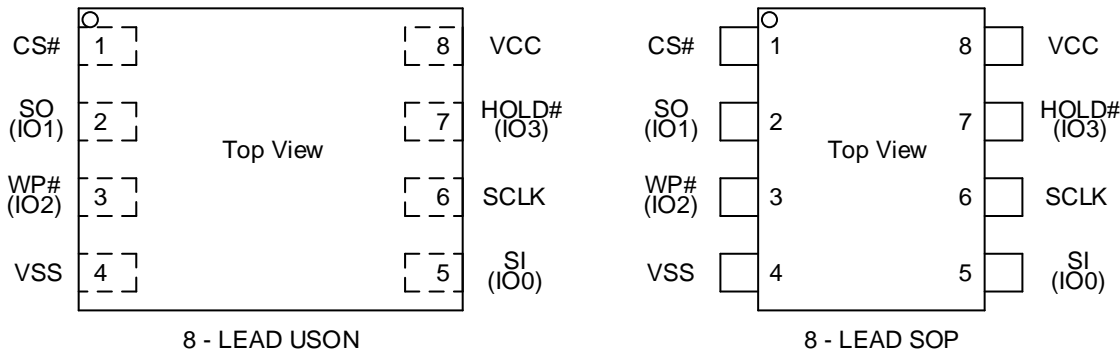 CS# 1 8 VCC
SO
(IO1) 2 7 HOLD#
(IO3)
Top View
WP#
(IO2) 3 6 SCLK
VSS 4 5 SI
(IO0)
8 - LEAD USON
CS# 1 8 VCC
SO
(IO1) 2 7 HOLD#
(IO3)
Top View
WP#
(IO2) 3 6 SCLK
VSS 4 5 SI
(IO0)
8 - LEAD SOP